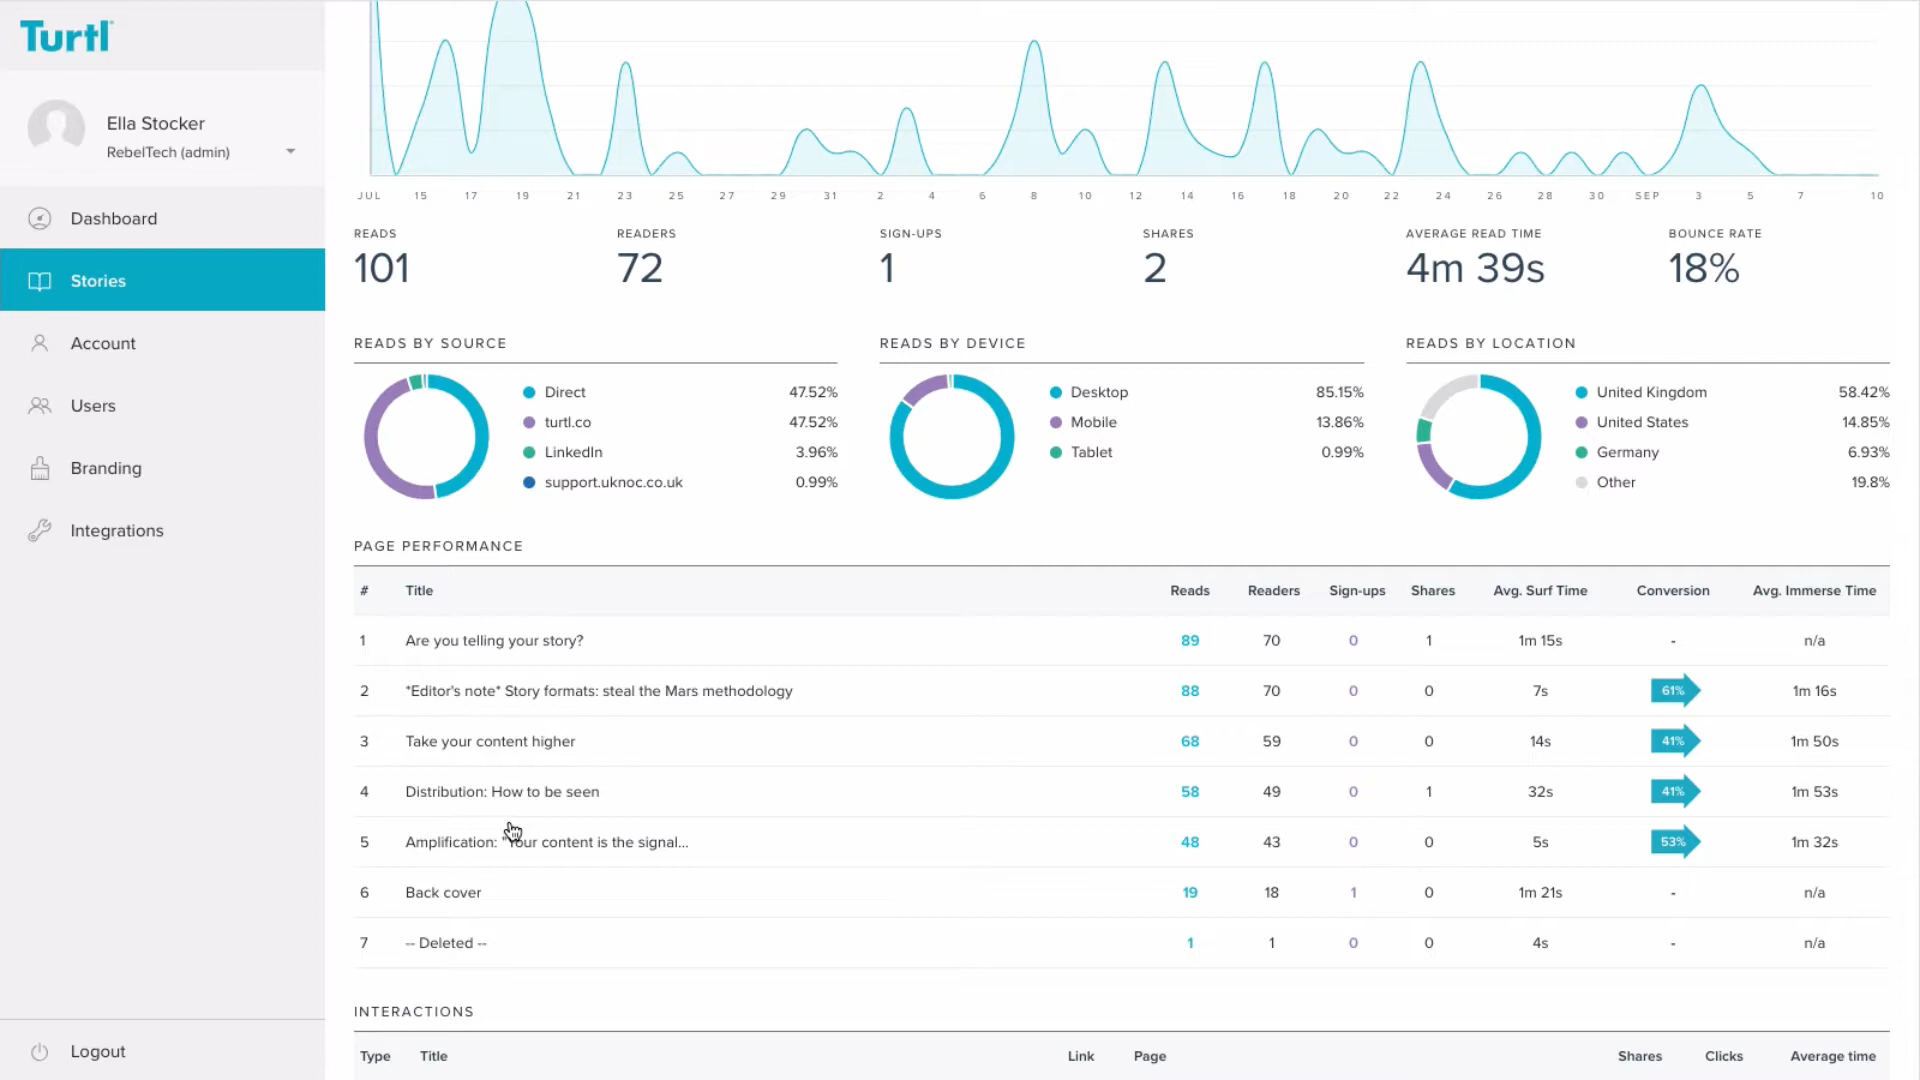 Turtl
Ella Stocker
RebelTech (admin)
Dashboard
Stories
Account
Users
Branding
Integrations
Logout
JUL 15 17 19 21 23 25 27 29 31 2 4 6 8 10 12 14 16 18 20 22 24 26 28 30 SEP 3 5 7 10
READS READERS SIGN-UPS SHARES AVERAGE READ TIME BOUNCE RATE
101 72 1 2 4m 39s 18%
READS BY SOURCE
Direct 47.52%
turtl.co 47.52%
LinkedIn 3.96%
support.uknoc.co.uk 0.99%
READS BY DEVICE
Desktop 85.15%
Mobile 13.86%
Tablet 0.99%
READS BY LOCATION
United Kingdom 58.42%
United States 14.85%
Germany 6.93%
Other 19.8%
PAGE PERFORMANCE
# Title Reads Readers Sign-ups Shares Avg. Surf Time Conversion Avg. Immerse Time
1 Are you telling your story? 89 70 0 1 1m 15s - n/a
2 *Editor's note* Story formats: steal the Mars methodology 88 70 0 0 7s 61% 1m 16s
3 Take your content higher 68 59 0 0 14s 41% 1m 50s
4 Distribution: How to be seen 58 49 0 1 32s 41% 1m 53s
5 Amplification: "Your content is the signal... 48 43 0 0 5s 53% 1m 32s
6 Back cover 19 18 1 0 1m 21s - n/a
7 -- Deleted -- 1 1 0 0 4s - n/a
INTERACTIONS
Type Title Link Page Shares Clicks Average time